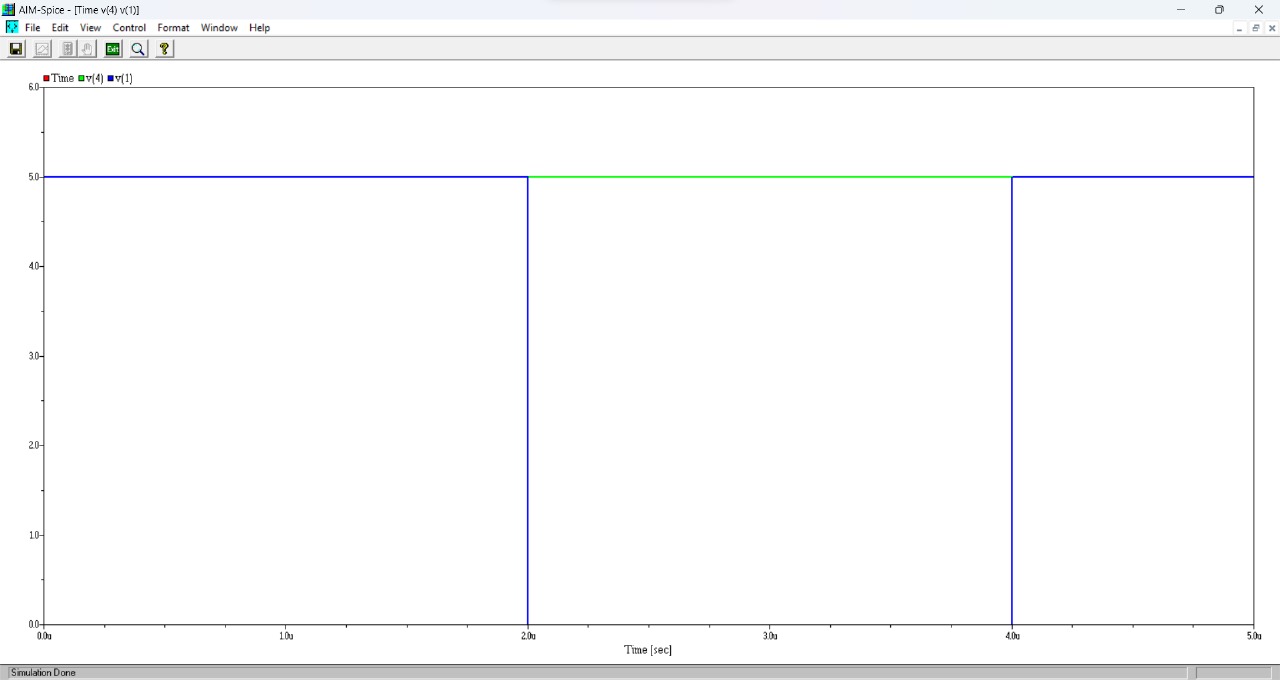 AIM-Spice - [Time v(4) v(1)]
File Edit View Control Format Window Help
Exit ?
Time v(4) v(1)
6.0
5.0
4.0
3.0
2.0
1.0
0.0
0.0u 1.0u 2.0u 3.0u 4.0u 5.0u
Time [sec]
Simulation Done